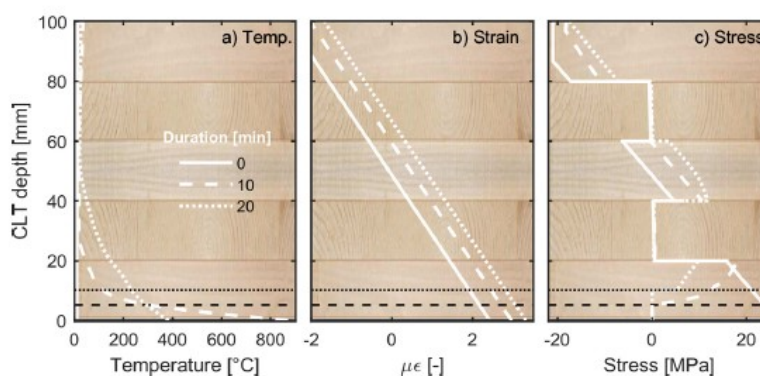 a) Temp.
b) Strain
c) Stress
CLT depth [mm]
100
80
60
40
20
0
Duration [min]
0
10
20
0 200 400 600 800
Temperature [°C]
-2 0 2
με [-]
-20 0 20
Stress [MPa]